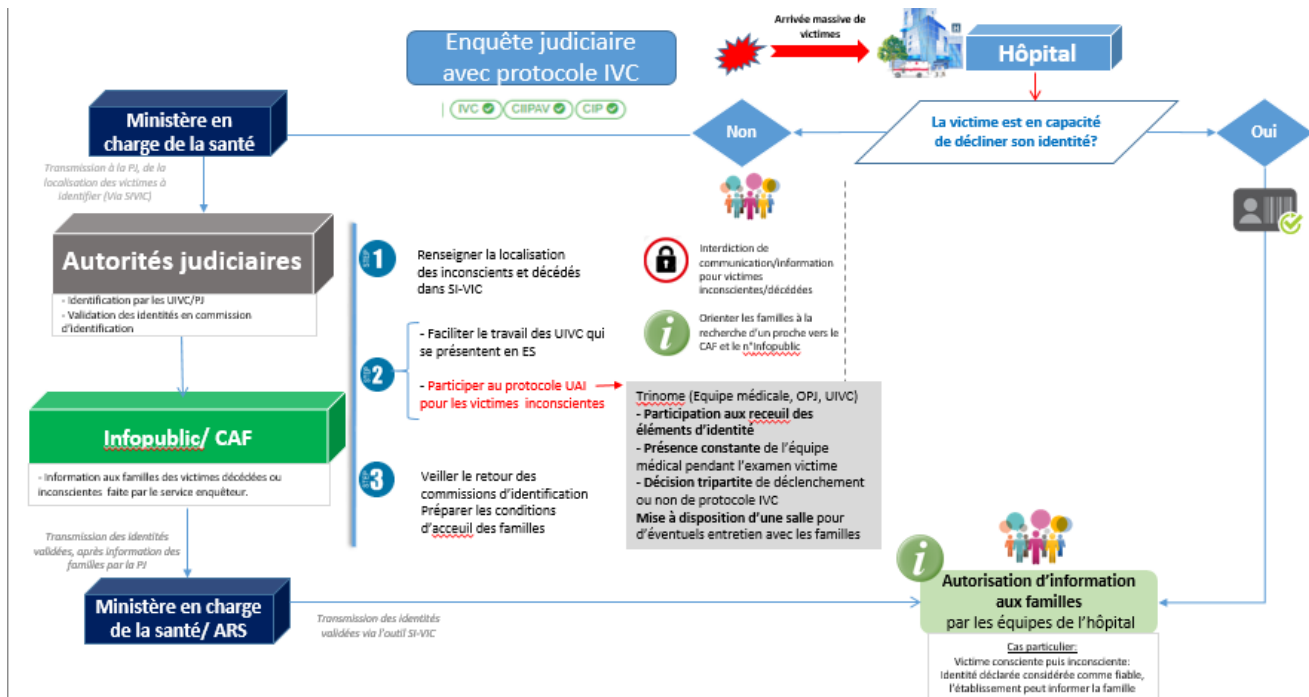 Enquête judiciaire
avec protocole IVC
IVC
CIIPAV
CIP
Arrivée massive de
victimes
H
Hôpital
La victime est en capacité
de décliner son identité?
Non
Oui
Ministère en
charge de la santé
Transmission à la PJ, de la
localisation des victimes à
identifier (Via SIVIC)
Autorités judiciaires
- Identification par les UIVC/PJ
- Validation des identités en commission
d'identification
Infopublic/ CAF
- Information aux familles des victimes décédées ou
inconscientes faite par le service enquêteur.
Transmission des identités
validées, après information des
familles par la PJ
Ministère en charge
de la santé/ ARS
Transmission des identités
validées via l'outil SI-VIC
STEP 1
Renseigner la localisation
des inconscients et décédés
dans SI-VIC
STEP 2
- Faciliter le travail des UIVC qui
se présentent en ES
- Participer au protocole UAI
pour les victimes inconscientes
STEP 3
Veiller le retour des
commissions d'identification
Préparer les conditions
d'acceuil des familles
Interdiction de
communication/information
pour victimes
inconscientes/décédées
i
Orienter les familles à la
recherche d'un proche vers le
CAF et le n°Infopublic
Trinome (Equipe médicale, OPJ, UIVC)
- Participation aux receuil des
éléments d'identité
- Présence constante de l'équipe
médical pendant l'examen victime
- Décision tripartite de déclenchement
ou non de protocole IVC
Mise à disposition d'une salle pour
d'éventuels entretien avec les familles
i
Autorisation d'information
aux familles
par les équipes de l'hôpital
Cas particulier:
Victime consciente puis inconsciente:
Identité déclarée considérée comme fiable,
l'établissement peut informer la famille